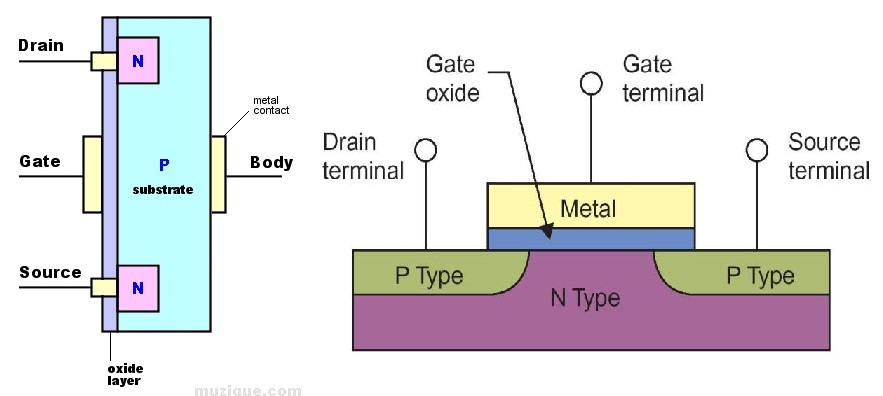 Drain
N
metal
contact
Gate
P
substrate
Body
Source
N
oxide
layer
muzique.com
Gate
oxide
Gate
terminal
Drain
terminal
Source
terminal
Metal
P Type
N Type
P Type